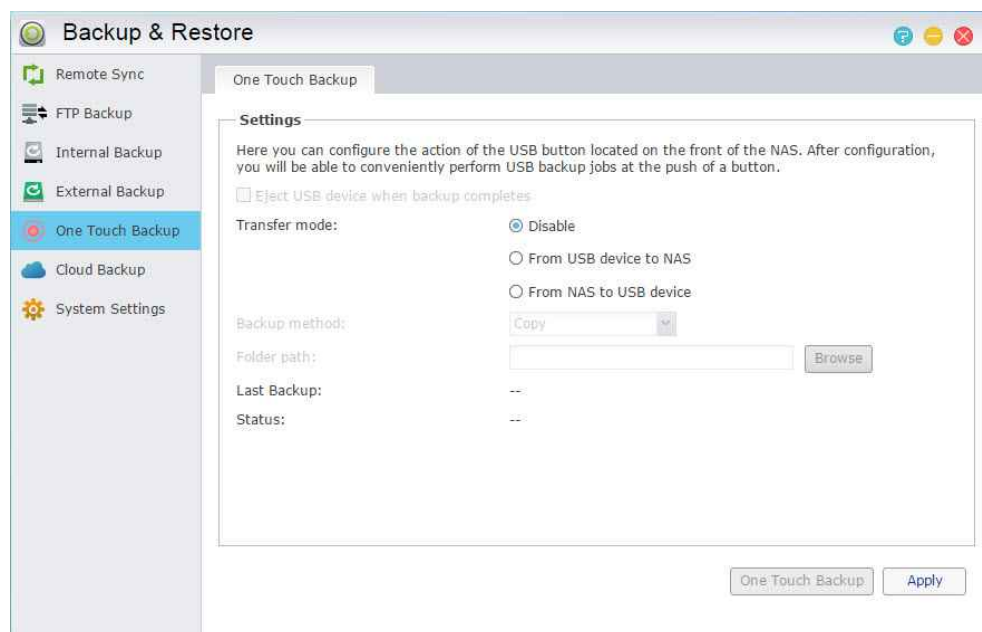 Backup & Restore
Remote Sync
FTP Backup
Internal Backup
External Backup
One Touch Backup
Cloud Backup
System Settings
One Touch Backup
Settings
Here you can configure the action of the USB button located on the front of the NAS. After configuration,
you will be able to conveniently perform USB backup jobs at the push of a button.
Eject USB device when backup completes
Transfer mode:
Disable
From USB device to NAS
From NAS to USB device
Backup method:
Copy
Folder path:
Browse
Last Backup:
--
Status:
--
One Touch Backup
Apply